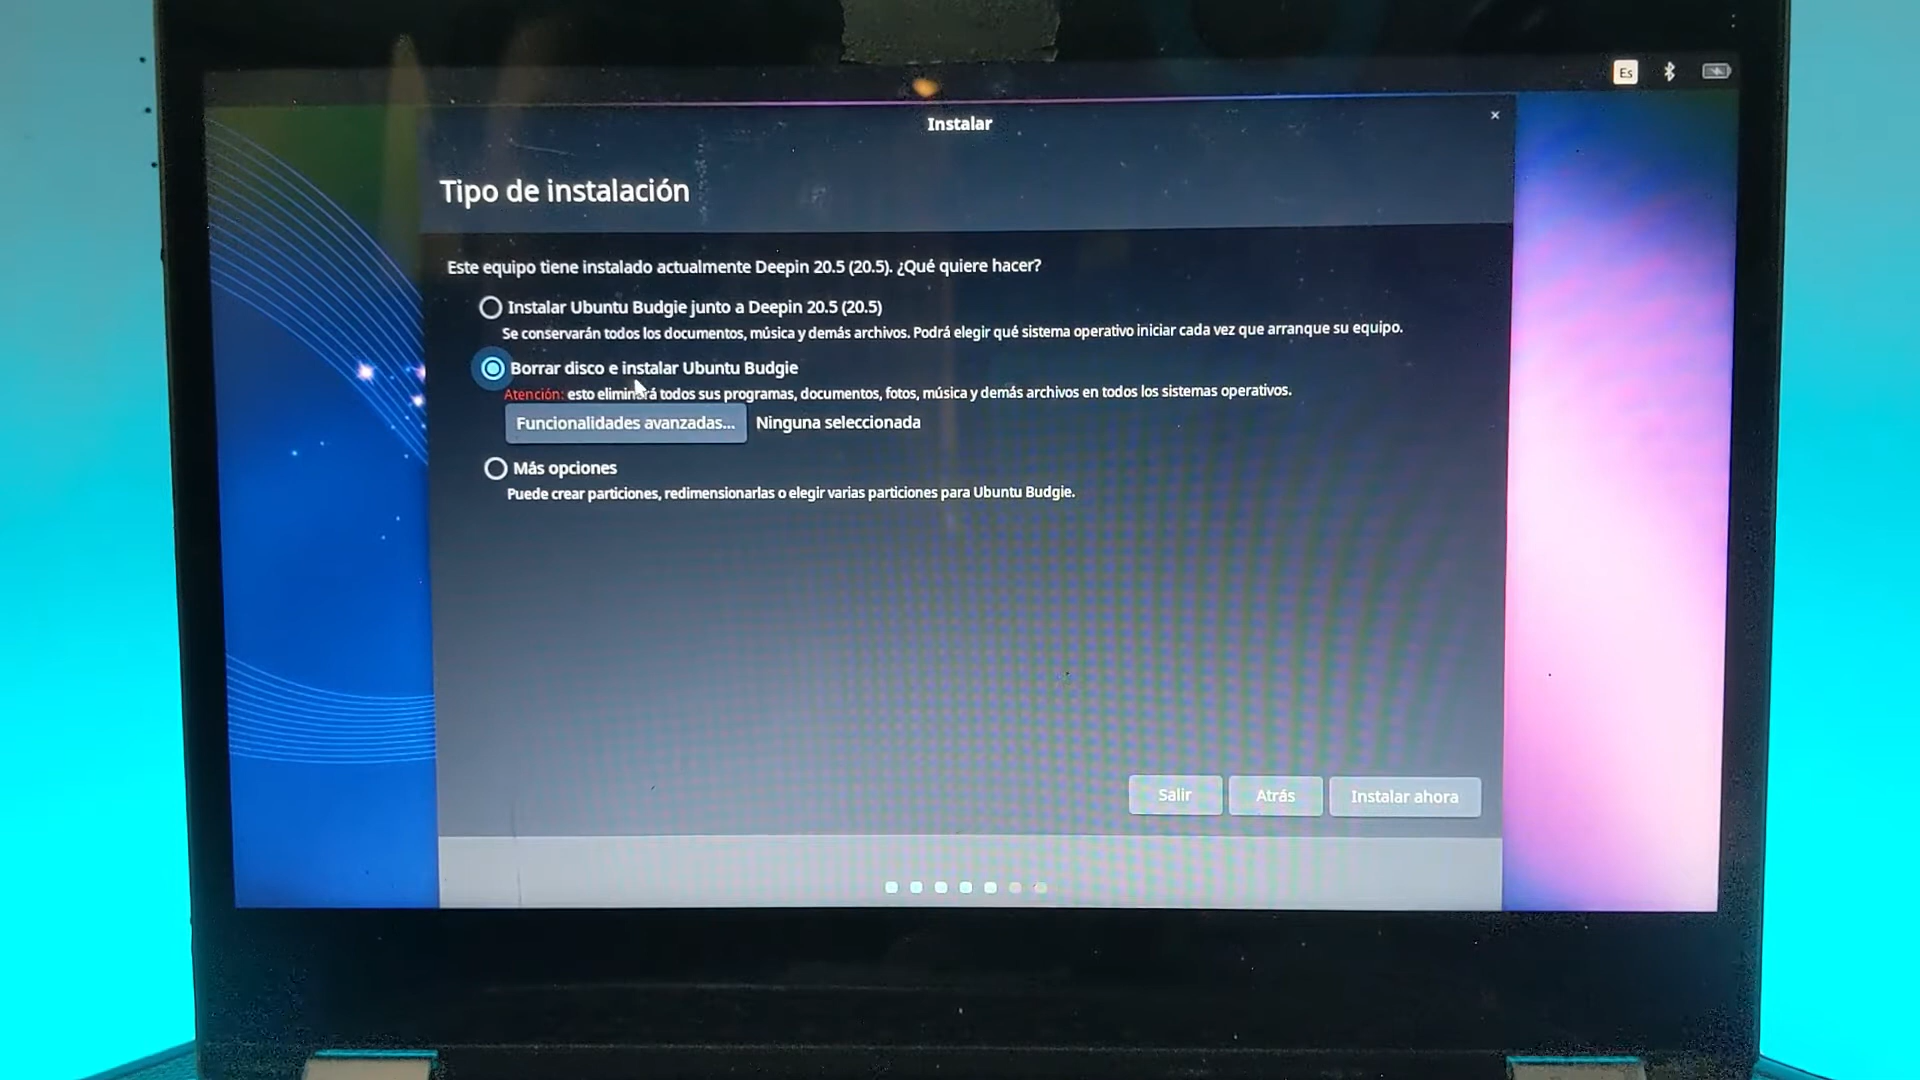 Es
Instalar
Tipo de instalación
Este equipo tiene instalado actualmente Deepin 20.5 (20.5). ¿Qué quiere hacer?
Instalar Ubuntu Budgie junto a Deepin 20.5 (20.5)
Se conservarán todos los documentos, música y demás archivos. Podrá elegir qué sistema operativo iniciar cada vez que arranque su equipo.
Borrar disco e instalar Ubuntu Budgie
Atención: esto eliminará todos sus programas, documentos, fotos, música y demás archivos en todos los sistemas operativos.
Funcionalidades avanzadas... Ninguna seleccionada
Más opciones
Puede crear particiones, redimensionarlas o elegir varias particiones para Ubuntu Budgie.
Salir Atrás Instalar ahora